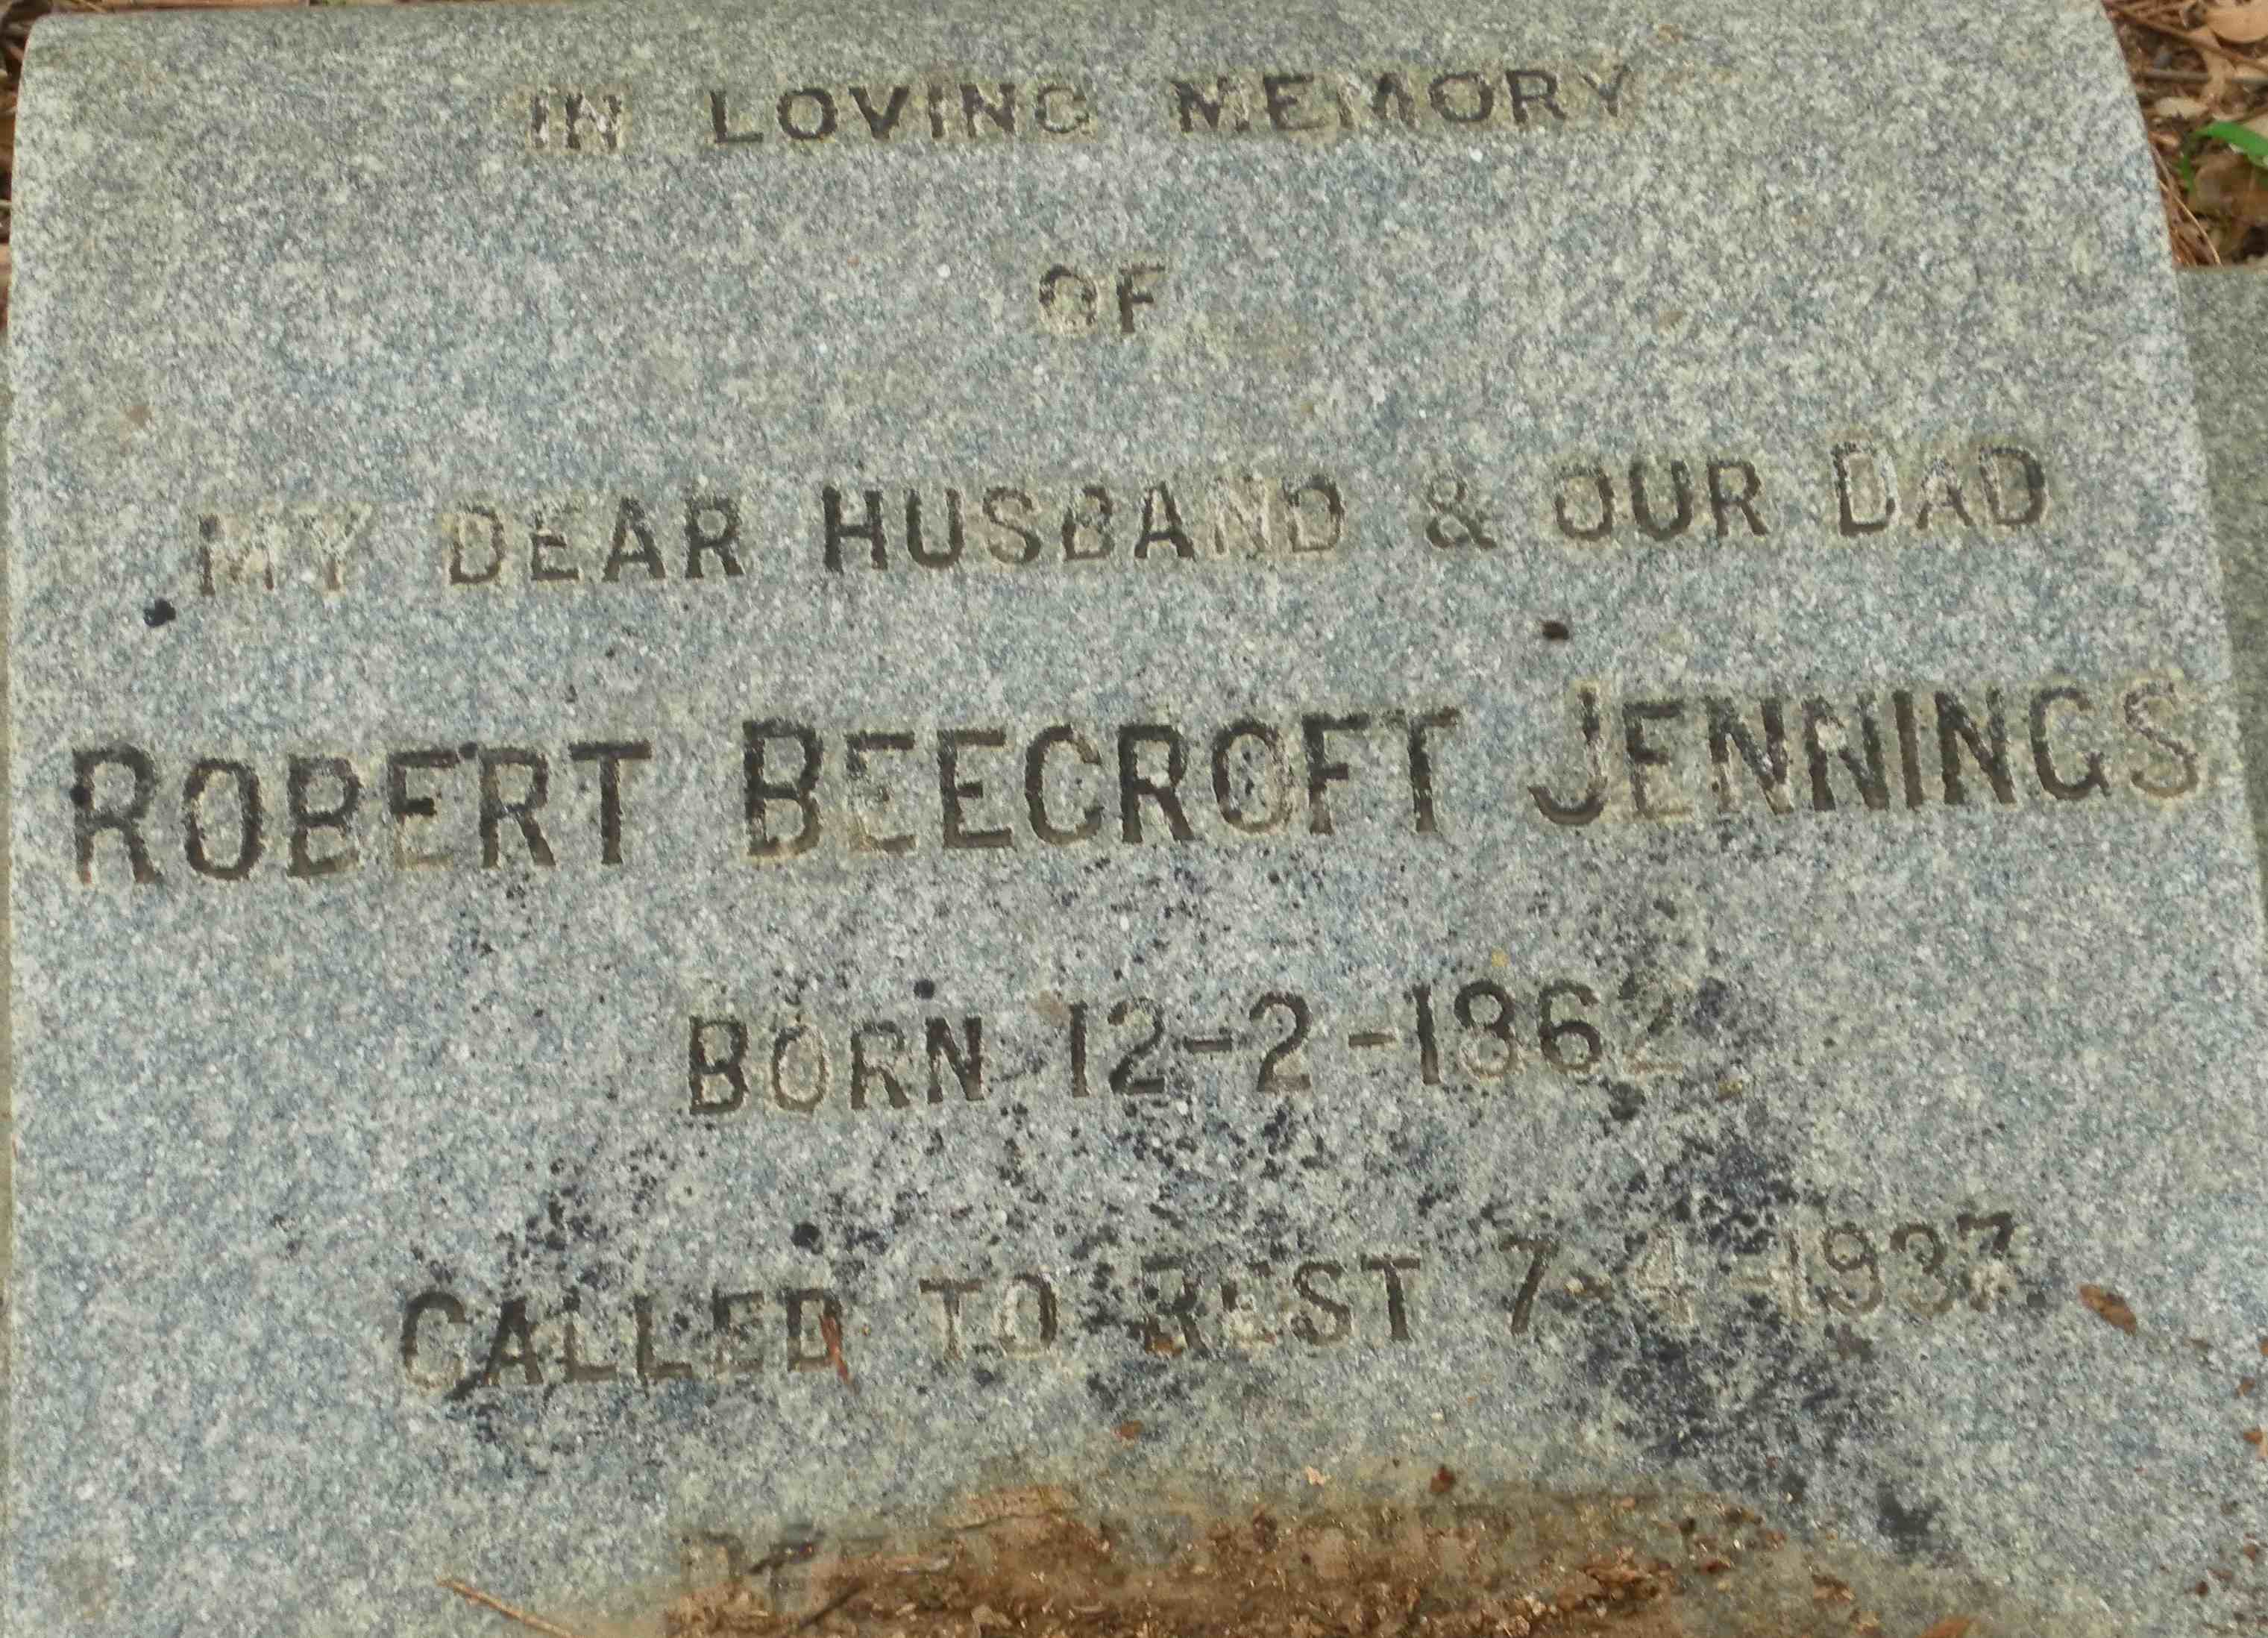 IN LOVING MEMORY
OF
MY DEAR HUSBAND & OUR DAD
ROBERT BEECROFT JENNINGS
BORN 12-2-1862
CALLED TO REST 7-4-1937.